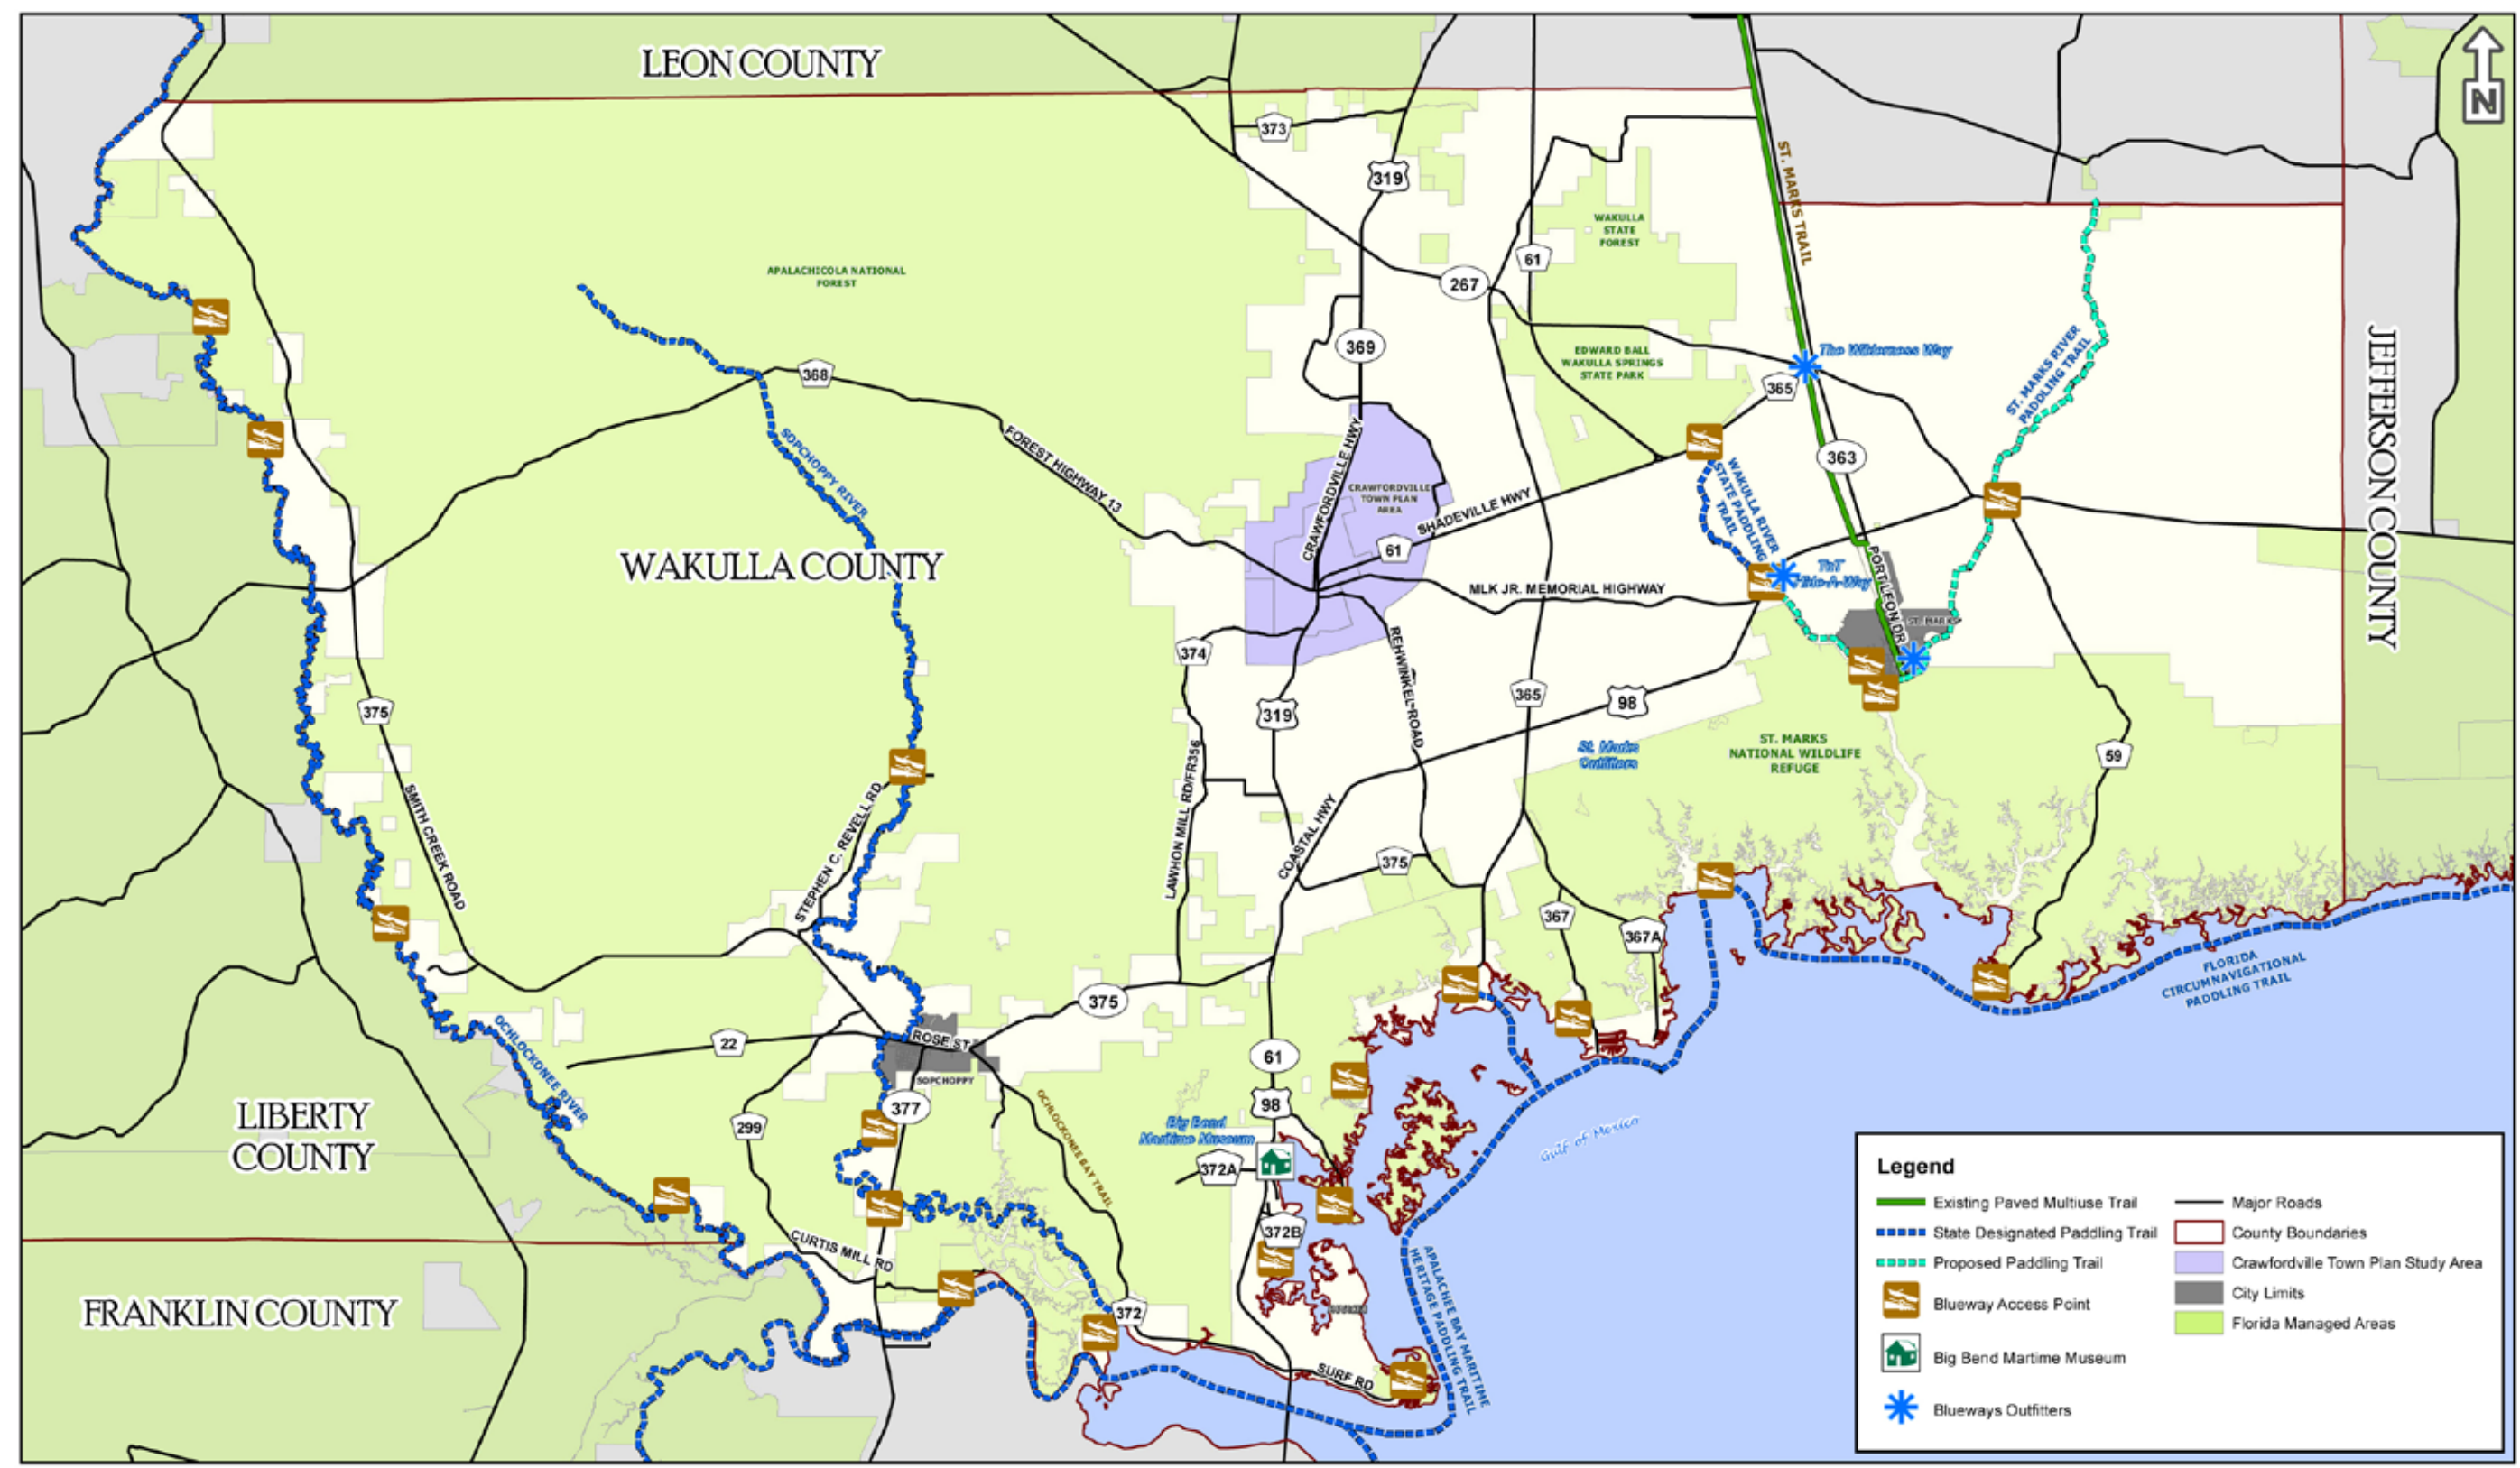 LEON COUNTY
N
373
319
ST. MARKS TRAIL
WAKULLA
STATE
FOREST
61
267
APALACHICOLA NATIONAL
FOREST
369
368
EDWARD BALL
WAKULLA SPRINGS
STATE PARK
The Wilderness Way
365
ST. MARKS RIVER
PADDLING TRAIL
JEFFERSON COUNTY
SOPCHOPPY RIVER
FOREST HIGHWAY 13
CRAWFORDVILLE HWY
CRAWFORDVILLE
TOWN PLAN
AREA
SHADEVILLE HWY
61
WAKULLA RIVER
STATE PADDLING
TRAIL
363
WAKULLA COUNTY
MLK JR. MEMORIAL HIGHWAY
TnT
Hide-A-Way
PORT LEON DR
ST. MARKS
374
REHWINKEL ROAD
375
319
365
98
St. Marks
Outfitters
ST. MARKS
NATIONAL WILDLIFE
REFUGE
59
SMITH CREEK ROAD
STEPHEN C. REVELL RD
LAWHON MILL RD/FR356
COASTAL HWY
375
367
367A
FLORIDA
CIRCUMNAVIGATIONAL
PADDLING TRAIL
375
OCHLOCKONEE RIVER
22
ROSE ST
SOPCHOPPY
61
98
377
299
OCHLOCKONEE BAY TRAIL
LIBERTY
COUNTY
Big Bend
Maritime Museum
372A
372B
Gulf of Mexico
CURTIS MILL RD
APALACHEE BAY MARITIME
HERITAGE PADDLING TRAIL
FRANKLIN COUNTY
372
SURF RD
Legend
Existing Paved Multiuse Trail
State Designated Paddling Trail
Proposed Paddling Trail
Blueway Access Point
Big Bend Martime Museum
Blueways Outfitters
Major Roads
County Boundaries
Crawfordville Town Plan Study Area
City Limits
Florida Managed Areas